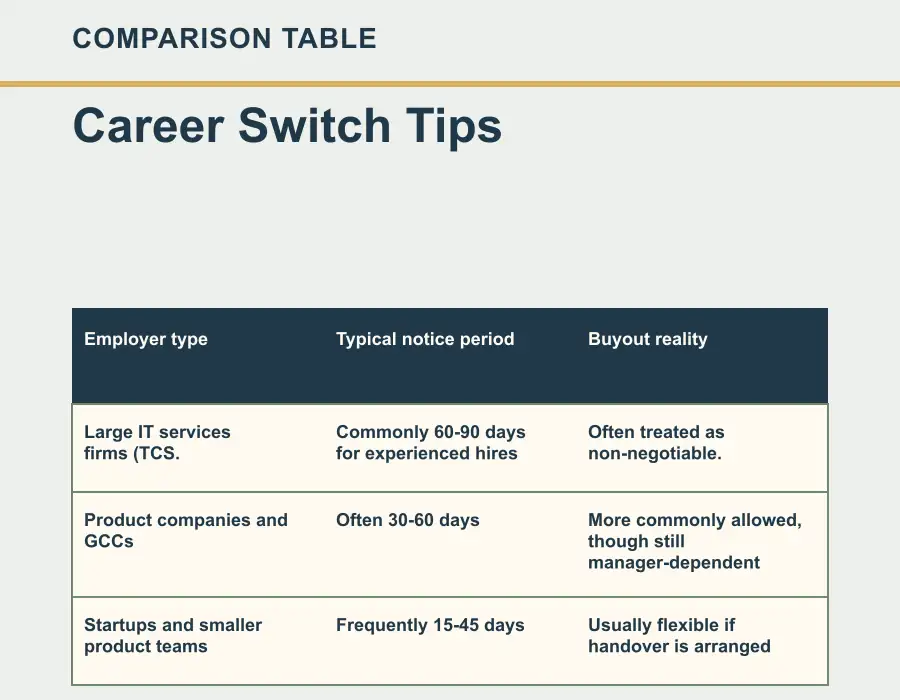 COMPARISON TABLE
Career Switch Tips
Employer type
Typical notice period
Buyout reality
Large IT services
firms (TCS.
Commonly 60-90 days
for experienced hires
Often treated as
non-negotiable.
Product companies and
GCCs
Often 30-60 days
More commonly allowed,
though still
manager-dependent
Startups and smaller
product teams
Frequently 15-45 days
Usually flexible if
handover is arranged